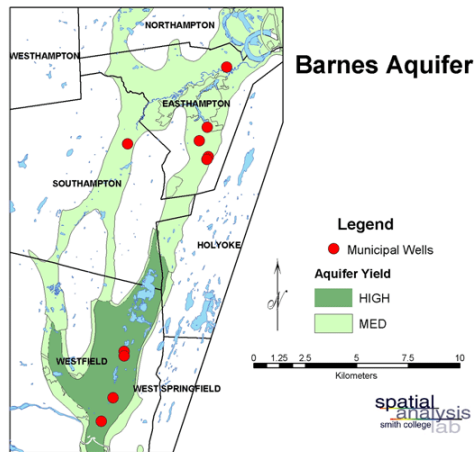 NORTHAMPTON
WESTHAMPTON
Barnes Aquifer
EASTHAMPTON
SOUTHAMPTON
HOLYOKE
WESTFIELD
WEST SPRINGFIELD
Legend
Municipal Wells
Aquifer Yield
HIGH
MED
N
0 1.25 2.5 5 7.5 10
Kilometers
spatial
analysis
lab
smith college